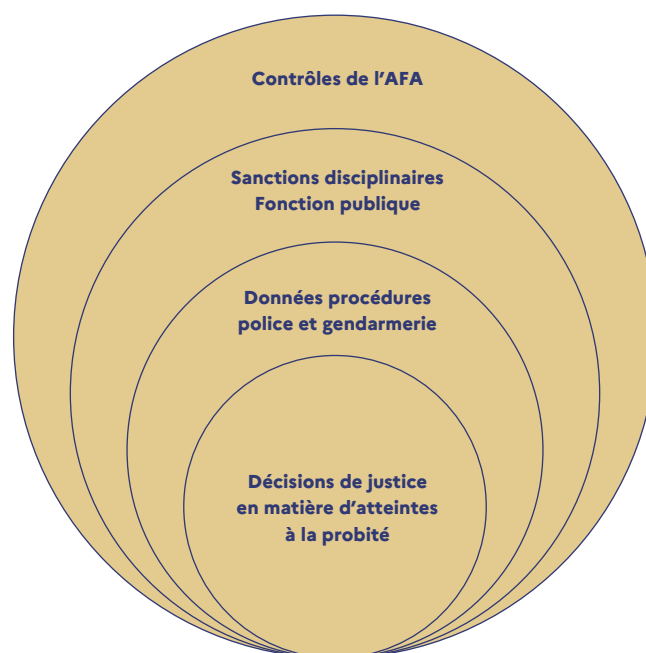 Contrôles de l’AFA
Sanctions disciplinaires
Fonction publique
Données procédures
police et gendarmerie
Décisions de justice
en matière d’atteintes
à la probité